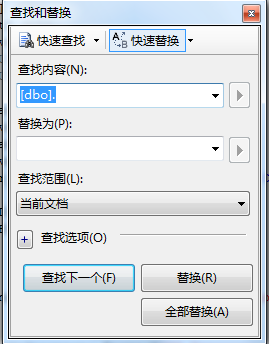 查找和替换
快速查找 快速替换
查找内容(N):
[dbo].
替换为(P):
查找范围(L):
当前文档
查找选项(O)
查找下一个(F) 替换(R)
全部替换(A)